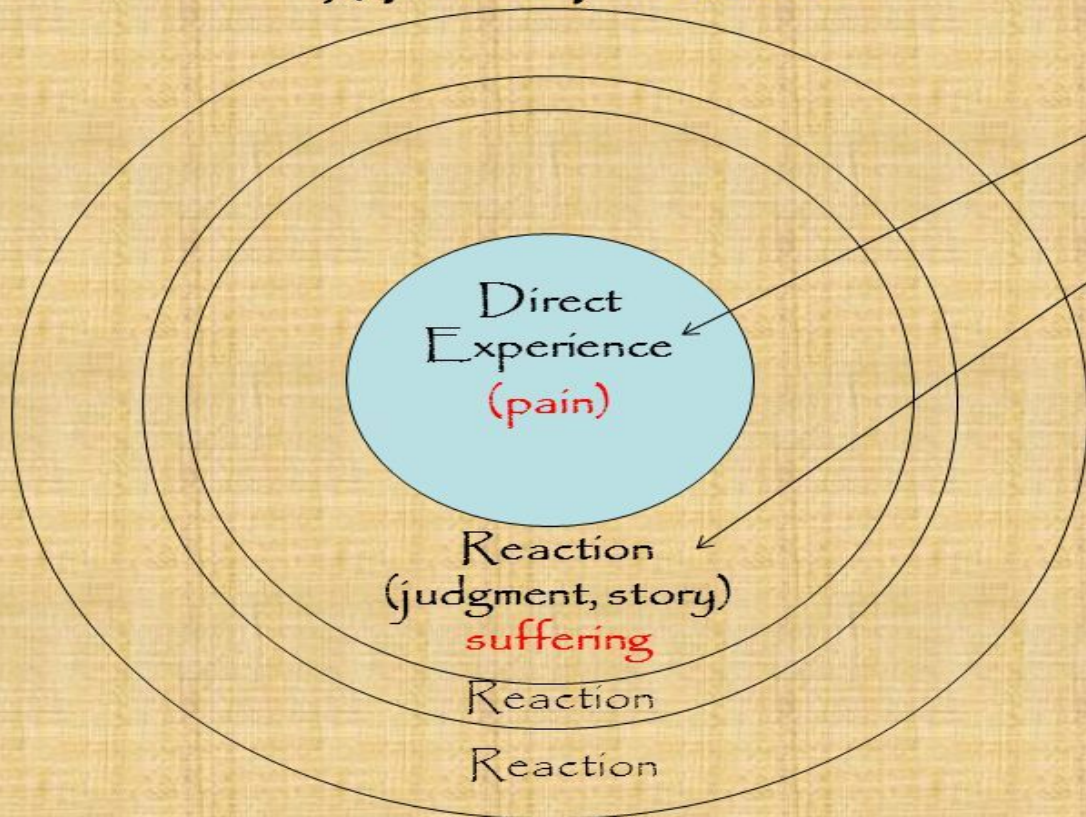 Direct
Experience
(pain)
Reaction
(judgment, story)
suffering
Reaction
Reaction